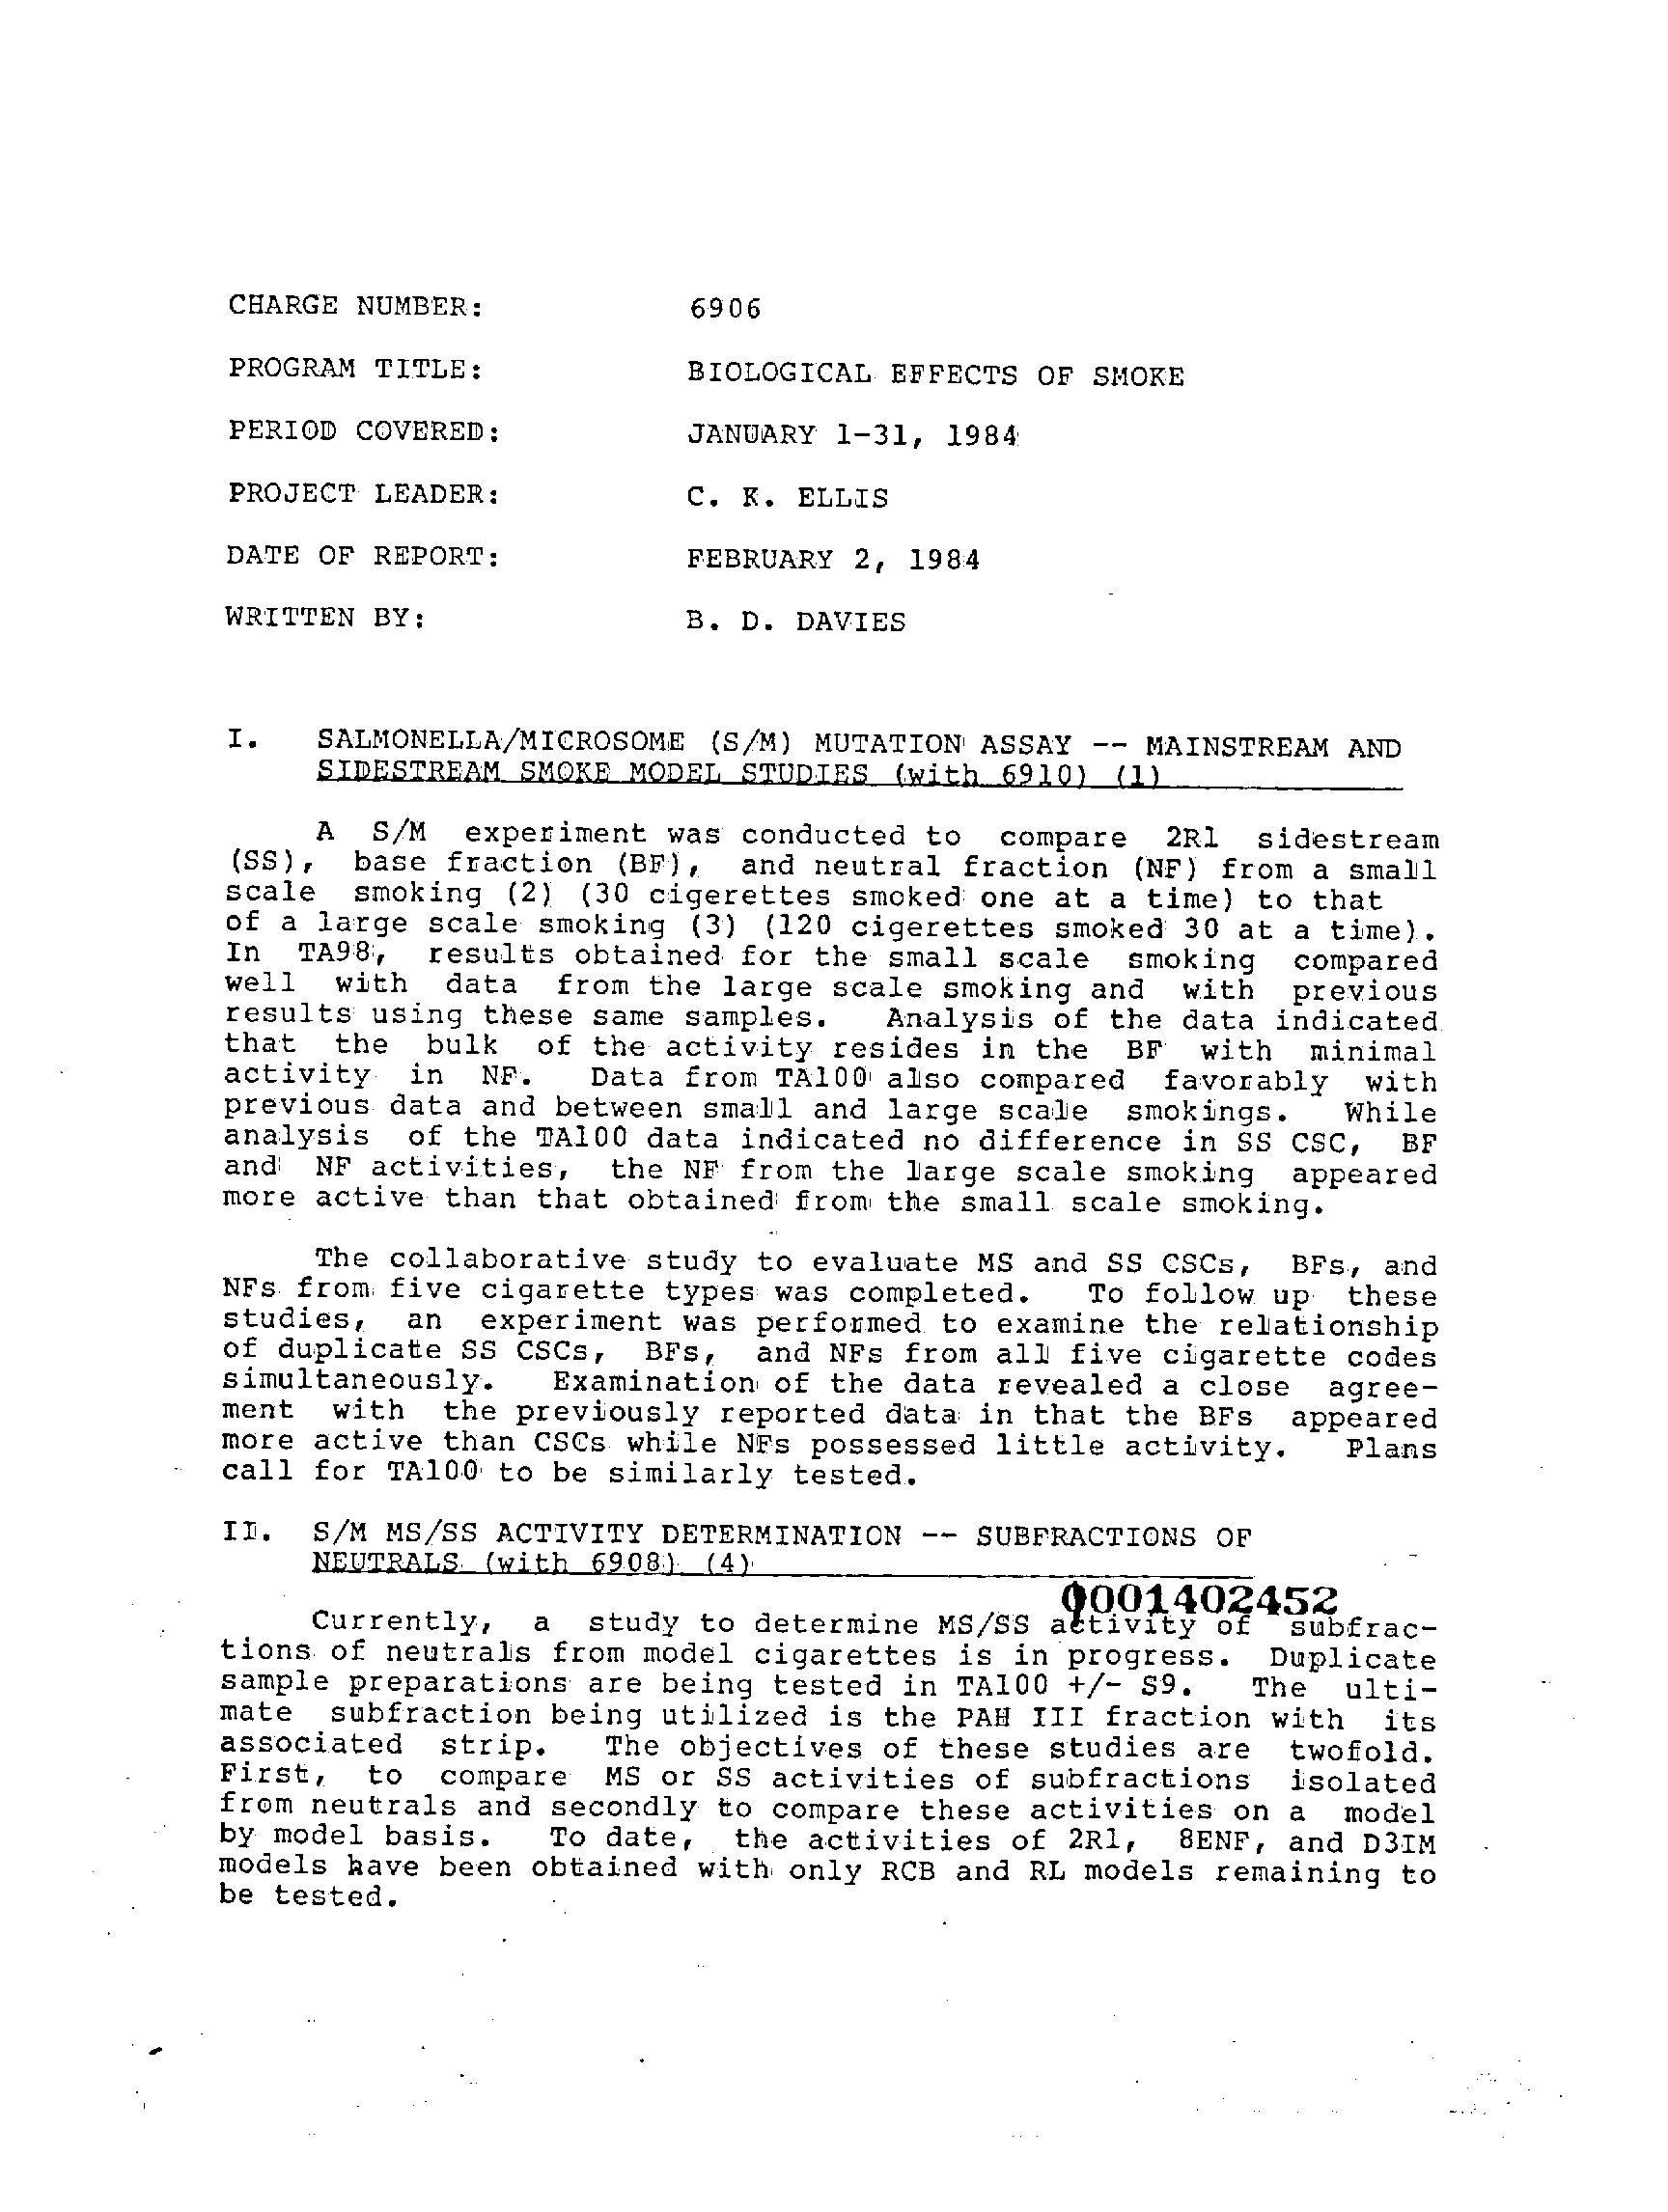 CHARGE NUMBER: 6906
PROGRAM TITLE: BIOLOGICAL EFFECTS OF SMOKE
PERIOD COVERED: JANUARY 1-31, 1984
PROJECT LEADER: C. K. ELLIS
DATE OF REPORT: FEBRUARY 2, 1984
WRITTEN BY: B. D. DAVIES
I. SALMONELLA/MICROSOME (S/M) MUTATION ASSAY -- MAINSTREAM AND
SIDESTREAM SMOKE MODEL STUDIES (with 6910) (1)
A S/M experiment was conducted to compare 2R1 sidestream
(SS), base fraction (BF), and neutral fraction (NF) from a small
scale smoking (2) (30 cigerettes smoked one at a time) to that
of a large scale smoking (3) (120 cigerettes smoked 30 at a time).
In TA98, results obtained for the small scale smoking compared
well with data from the large scale smoking and with previous
results using these same samples. Analysis of the data indicated
that the bulk of the activity resides in the BF with minimal
activity in NF. Data from TA100 also compared favorably with
previous data and between small and large scale smokings. While
analysis of the TA100 data indicated no difference in SS CSC, BF
and NF activities, the NF from the large scale smoking appeared
more active than that obtained from the small scale smoking.
The collaborative study to evaluate MS and SS CSCs, BFs, and
NFs from five cigarette types was completed. To follow up these
studies, an experiment was performed to examine the relationship
of duplicate SS CSCs, BFs, and NFs from all five cigarette codes
simultaneously. Examination of the data revealed a close agree-
ment with the previously reported data in that the BFs appeared
more active than CSCs while NFs possessed little activity. Plans
call for TA100 to be similarly tested.
II. S/M MS/SS ACTIVITY DETERMINATION -- SUBFRACTIONS OF
NEUTRALS (with 6908) (4)
0001402452
Currently, a study to determine MS/SS activity of subfrac-
tions of neutrals from model cigarettes is in progress. Duplicate
sample preparations are being tested in TA100 +/- S9. The ulti-
mate subfraction being utilized is the PAH III fraction with its
associated strip. The objectives of these studies are twofold.
First, to compare MS or SS activities of subfractions isolated
from neutrals and secondly to compare these activities on a model
by model basis. To date, the activities of 2R1, 8ENF, and D3IM
models have been obtained with only RCB and RL models remaining to
be tested.